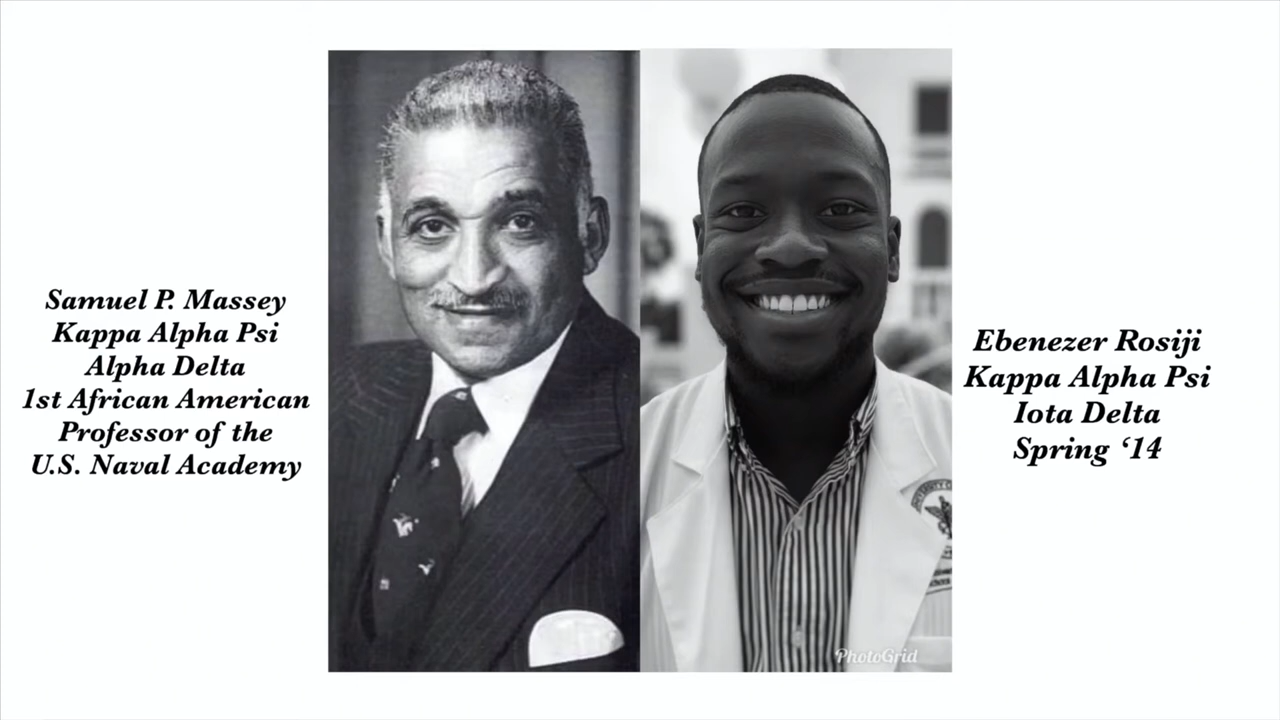 Samuel P. Massey
Kappa Alpha Psi
Alpha Delta
1st African American
Professor of the
U.S. Naval Academy
Ebenezer Rosiji
Kappa Alpha Psi
Iota Delta
Spring ‘14
PhotoGrid